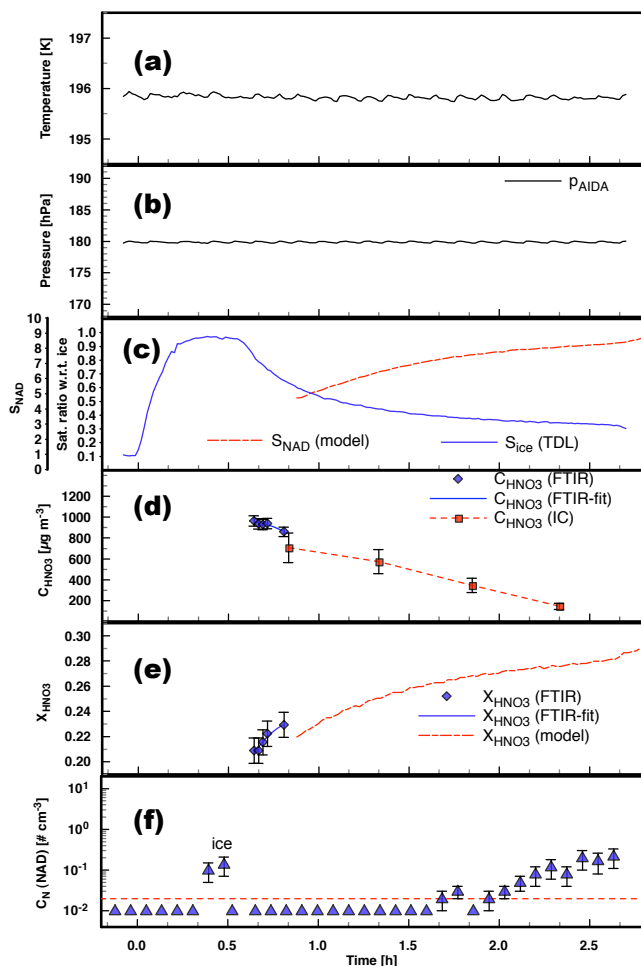 197
196
195
Temperature [K]
(a)
190
185
180
175
170
Pressure [hPa]
(b)
p_AIDA
10
9
8
7
6
5
4
3
2
1
0
S_NAD
1.0
0.9
0.8
0.7
0.6
0.5
0.4
0.3
0.2
0.1
Sat. ratio w.r.t. ice
(c)
S_NAD (model)
S_ice (TDL)
1200
1000
800
600
400
200
C_HNO3 [µg m⁻³]
(d)
C_HNO3 (FTIR)
C_HNO3 (FTIR-fit)
C_HNO3 (IC)
0.30
0.28
0.26
0.24
0.22
0.20
X_HNO3
(e)
X_HNO3 (FTIR)
X_HNO3 (FTIR-fit)
X_HNO3 (model)
10¹
10⁰
10⁻¹
10⁻²
C_N (NAD) [# cm⁻³]
(f)
ice
0.0 0.5 1.0 1.5 2.0 2.5
Time [h]